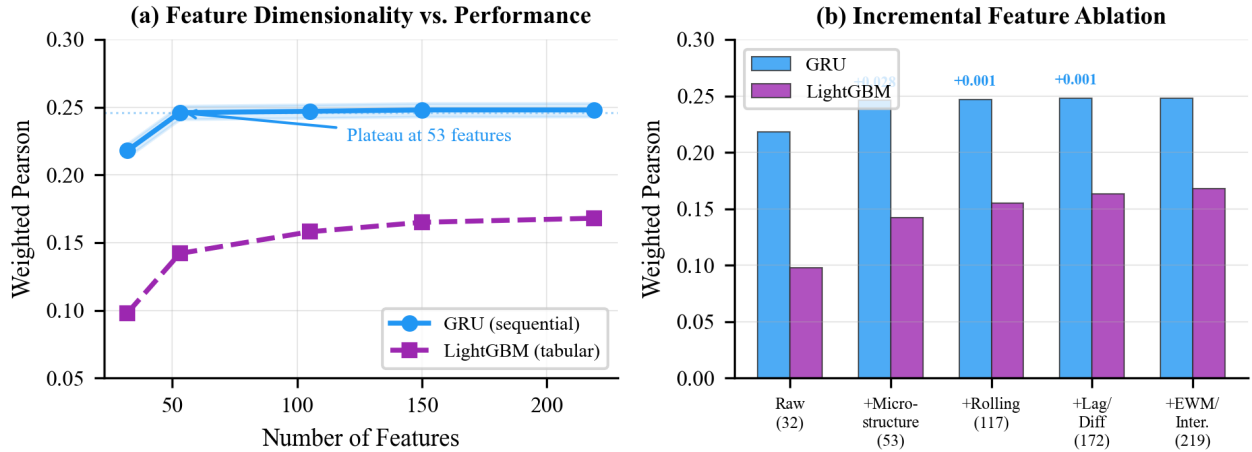 (a) Feature Dimensionality vs. Performance
0.30
0.25
0.20
0.15
0.10
0.05
Weighted Pearson
Plateau at 53 features
GRU (sequential)
LightGBM (tabular)
50 100 150 200
Number of Features
(b) Incremental Feature Ablation
0.30
0.25
0.20
0.15
0.10
0.05
0.00
Weighted Pearson
GRU
LightGBM
+0.028 +0.001 +0.001
Raw
(32)
+Micro-
structure
(53)
+Rolling
(117)
+Lag/
Diff
(172)
+EWM/
Inter.
(219)